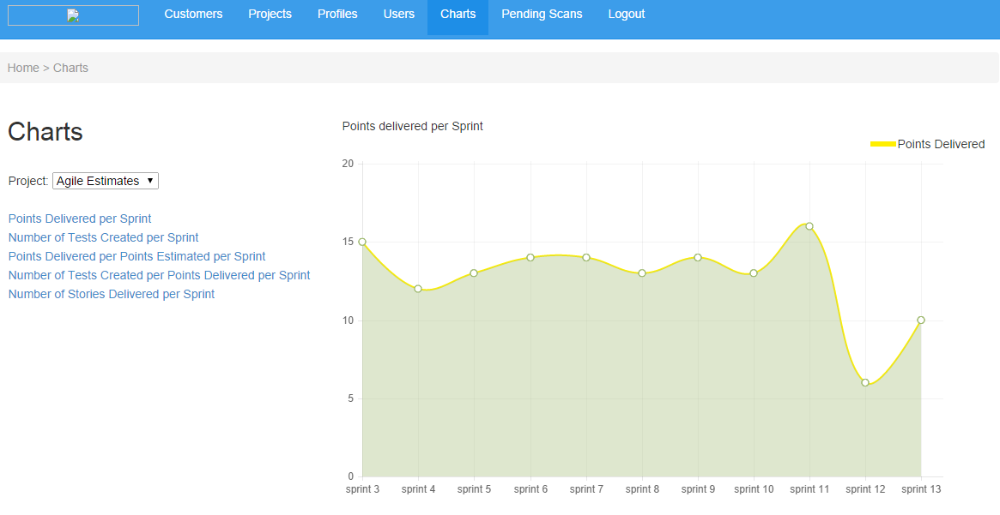 Customers Projects Profiles Users Charts Pending Scans Logout
Home > Charts
Charts
Project: Agile Estimates
Points Delivered per Sprint
Number of Tests Created per Sprint
Points Delivered per Points Estimated per Sprint
Number of Tests Created per Points Delivered per Sprint
Number of Stories Delivered per Sprint
Points delivered per Sprint
Points Delivered
20
15
10
5
0
sprint 3 sprint 4 sprint 5 sprint 6 sprint 7 sprint 8 sprint 9 sprint 10 sprint 11 sprint 12 sprint 13